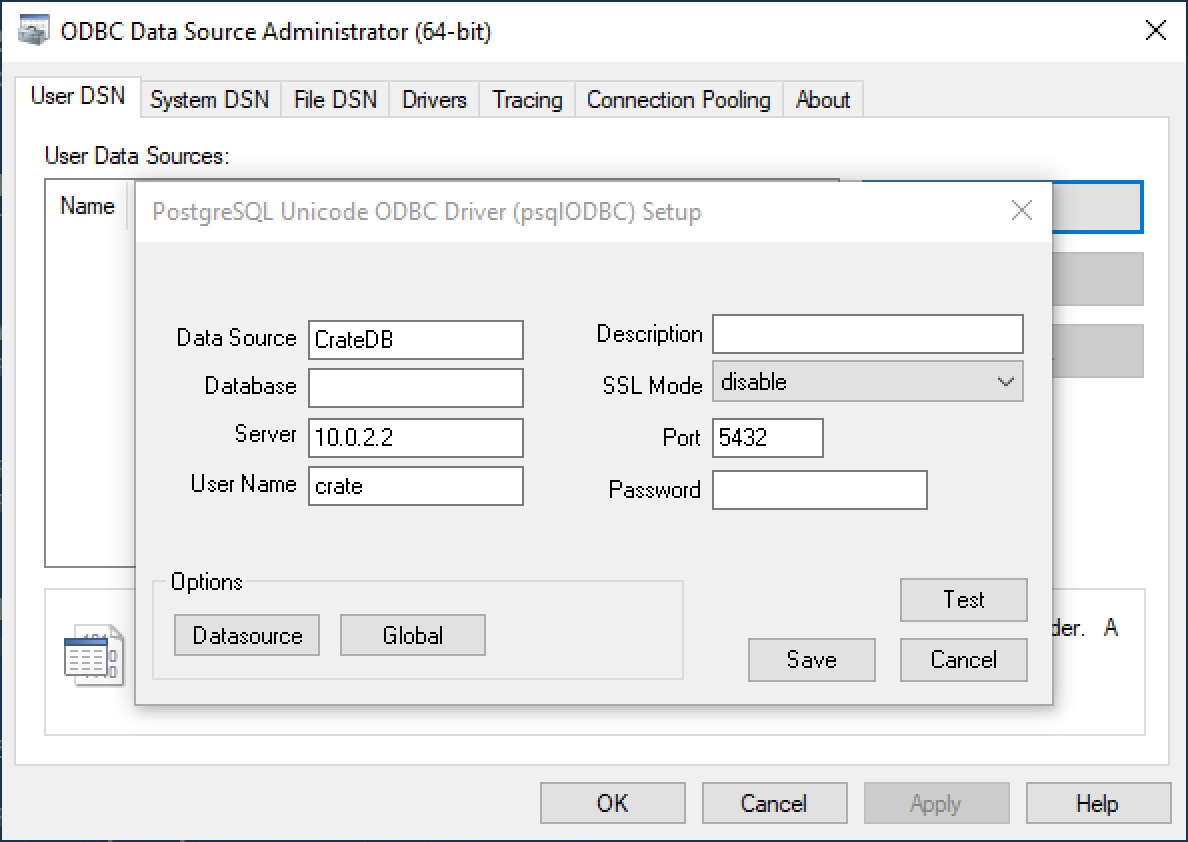 ODBC Data Source Administrator (64-bit)
User DSN System DSN File DSN Drivers Tracing Connection Pooling About
User Data Sources:
Name
PostgreSQL Unicode ODBC Driver (psqlODBC) Setup
Data Source CrateDB
Database
Server 10.0.2.2
User Name crate
Description
SSL Mode disable
Port 5432
Password
Options
Datasource Global
Test
Save Cancel
der. A
OK Cancel Apply Help